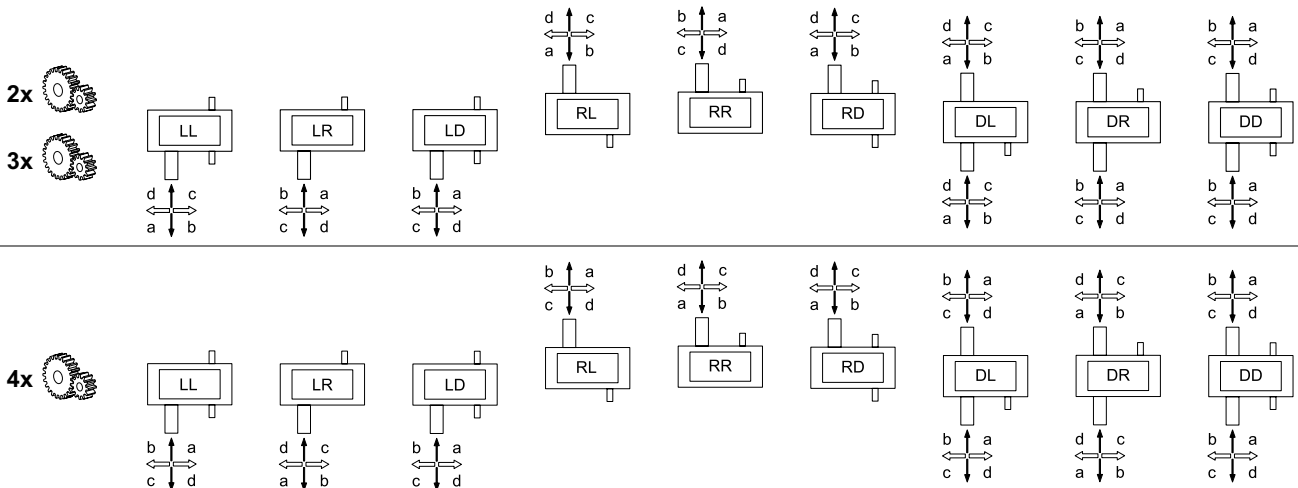 d c b a d c d c b a b a
a b c d a b a b c d c d
2x
RL RR RD
LL LR LD DL DR DD
3x
d c b a b a d c b a b a
a b c d c d a b c d c d
b a d c d c b a d c b a
c d a b a b c d a b c d
4x
RL RR RD
LL LR LD DL DR DD
b a d c b a b a d c b a
c d a b c d c d a b c d